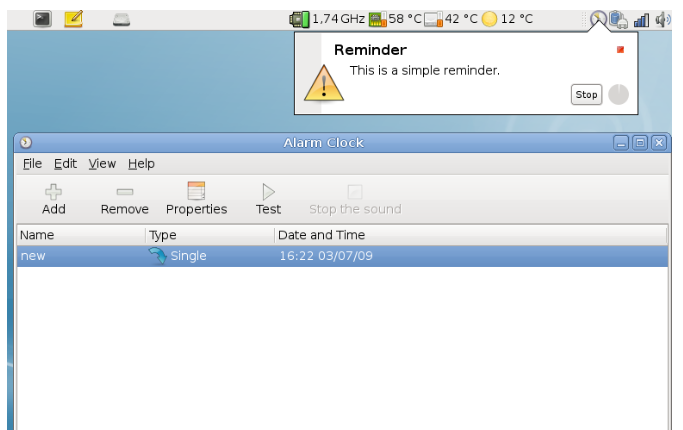 1,74 GHz 58 °C 42 °C 12 °C
Reminder
This is a simple reminder.
Stop
Alarm Clock
File Edit View Help
Add Remove Properties Test Stop the sound
Name Type Date and Time
new Single 16:22 03/07/09